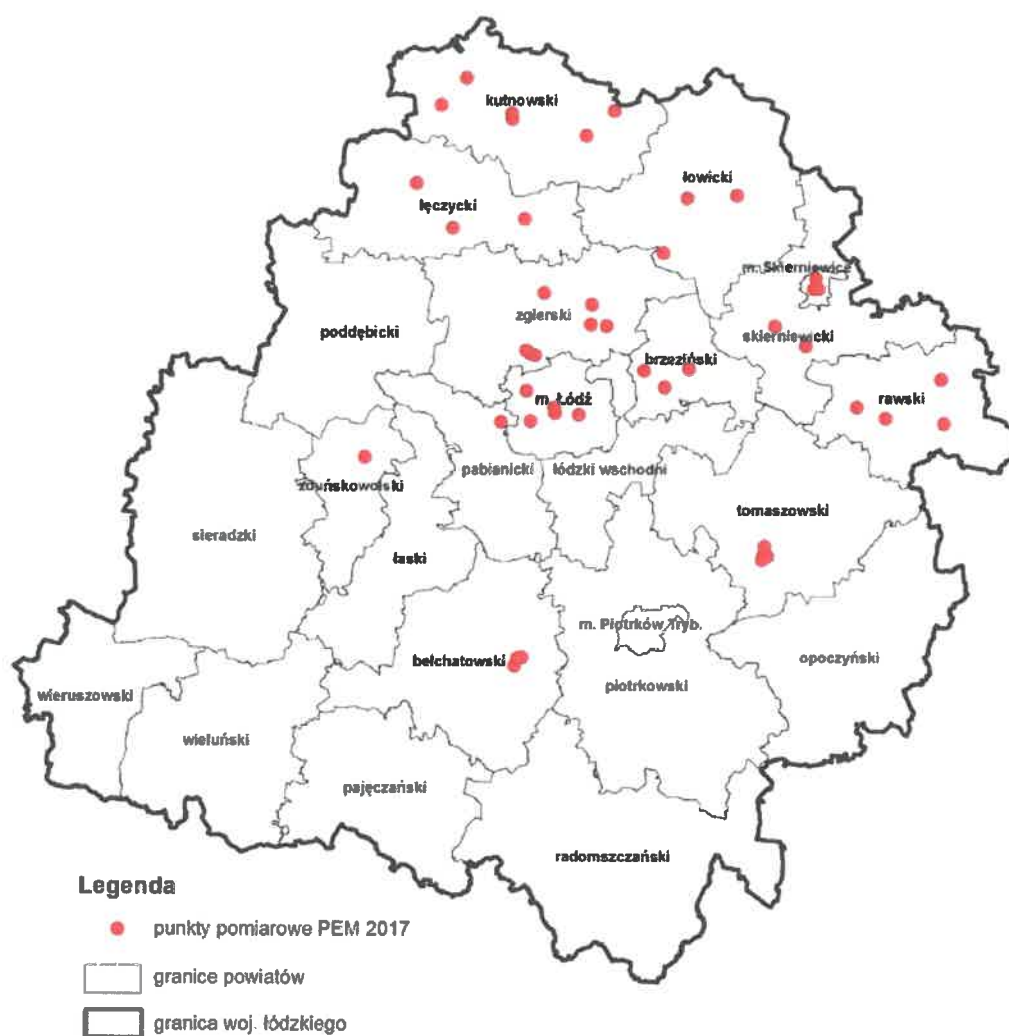 kutnowski
łowicki
łęczycki
m. Skierniewice
zgierski
poddębicki
skierniewicki
brzeziński
m. Łódź
rawski
pabianicki
łódzki wschodni
zduńskowolski
tomaszowski
sieradzki
łaski
m. Piotrków Tryb.
bełchatowski
opoczyński
piotrkowski
wieruszowski
wieluński
pajęczański
radomszczański
Legenda
punkty pomiarowe PEM 2017
granice powiatów
granica woj. łódzkiego